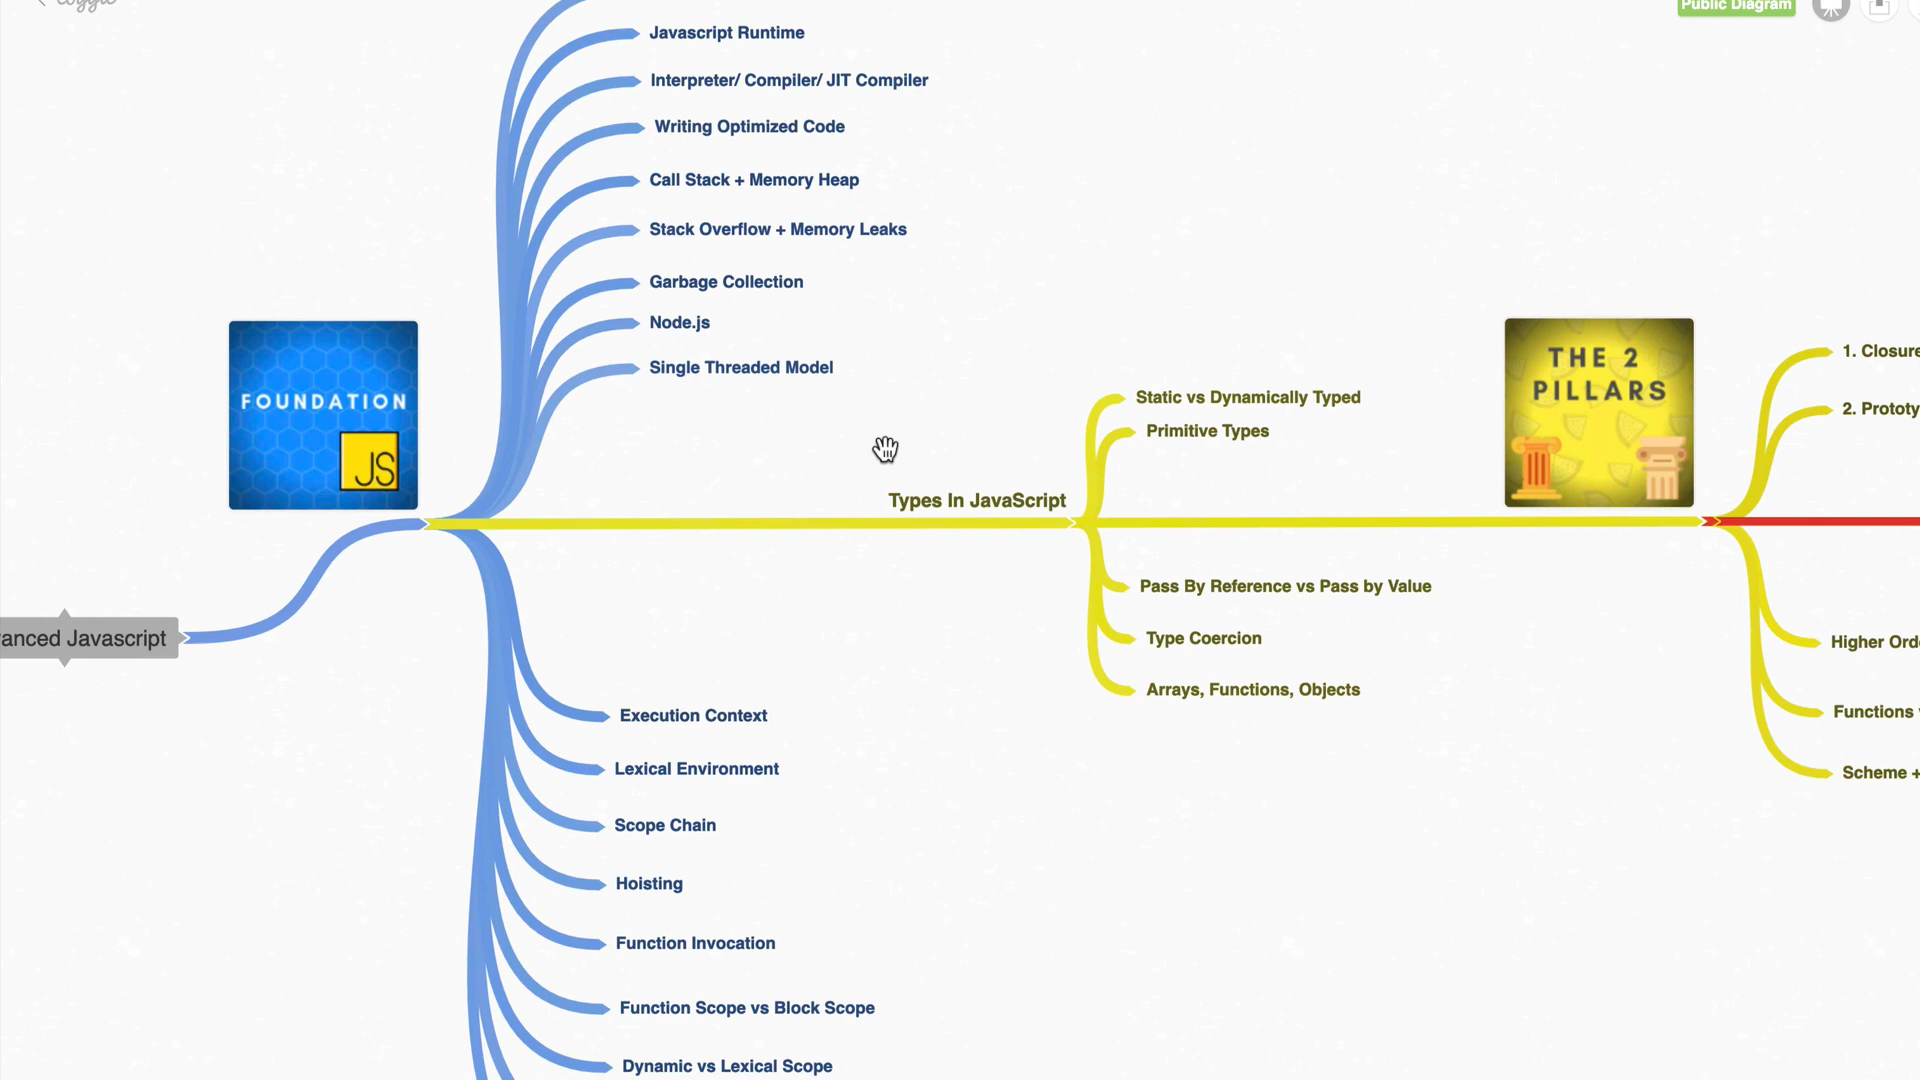 coggle
Public Diagram
Javascript Runtime
Interpreter/ Compiler/ JIT Compiler
Writing Optimized Code
Call Stack + Memory Heap
Stack Overflow + Memory Leaks
Garbage Collection
Node.js
Single Threaded Model
FOUNDATION
JS
Static vs Dynamically Typed
Primitive Types
Types In JavaScript
Pass By Reference vs Pass by Value
Type Coercion
Arrays, Functions, Objects
THE 2
PILLARS
1. Closure
2. Prototy
Higher Ord
Functions
Scheme +
anced Javascript
Execution Context
Lexical Environment
Scope Chain
Hoisting
Function Invocation
Function Scope vs Block Scope
Dynamic vs Lexical Scope